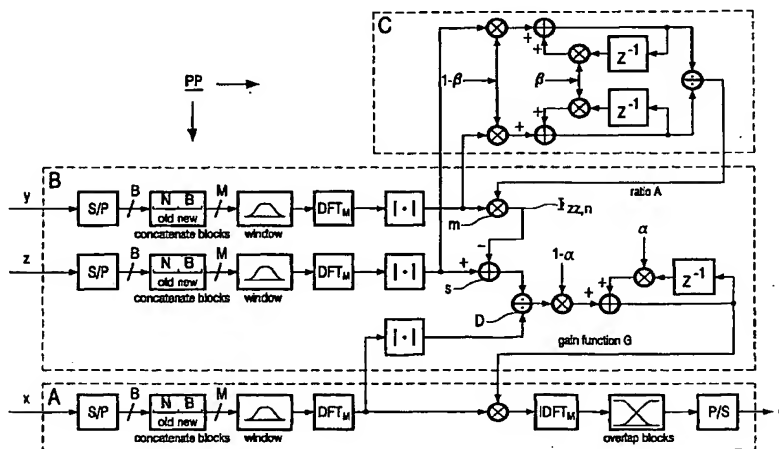 C
PP
1-β
β
+
+
z⁻¹
÷
+
+
z⁻¹
B
y
S/P
B
N B
old new
concatenate blocks
M
window
DFT_M
|·|
m
ratio A
zz,n
z
S/P
B
N B
old new
concatenate blocks
M
window
DFT_M
|·|
+
−
s
D
÷
1-α
+
+
α
z⁻¹
|·|
gain function G
A
x
S/P
B
N B
old new
concatenate blocks
M
window
DFT_M
IDFT_M
overlap blocks
P/S